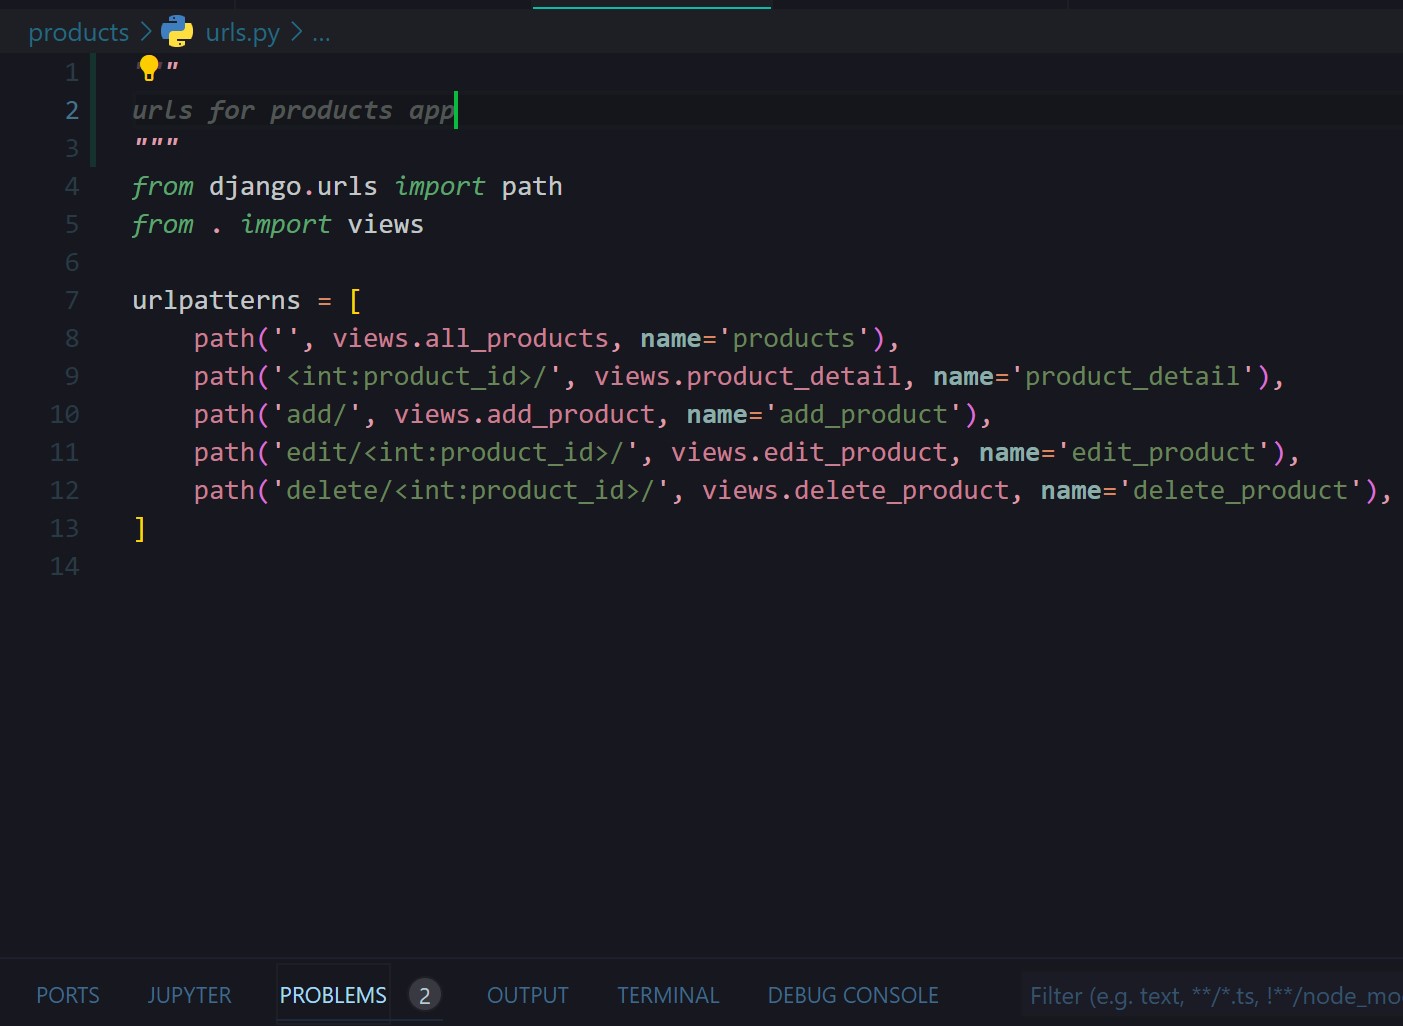 products > urls.py > ...
1 "
2 urls for products app
3 """
4 from django.urls import path
5 from . import views
6
7 urlpatterns = [
8 path('', views.all_products, name='products'),
9 path('<int:product_id>/', views.product_detail, name='product_detail'),
10 path('add/', views.add_product, name='add_product'),
11 path('edit/<int:product_id>/', views.edit_product, name='edit_product'),
12 path('delete/<int:product_id>/', views.delete_product, name='delete_product'),
13 ]
14
PORTS JUPYTER PROBLEMS 2 OUTPUT TERMINAL DEBUG CONSOLE Filter (e.g. text, **/*.ts, !**/node_mo